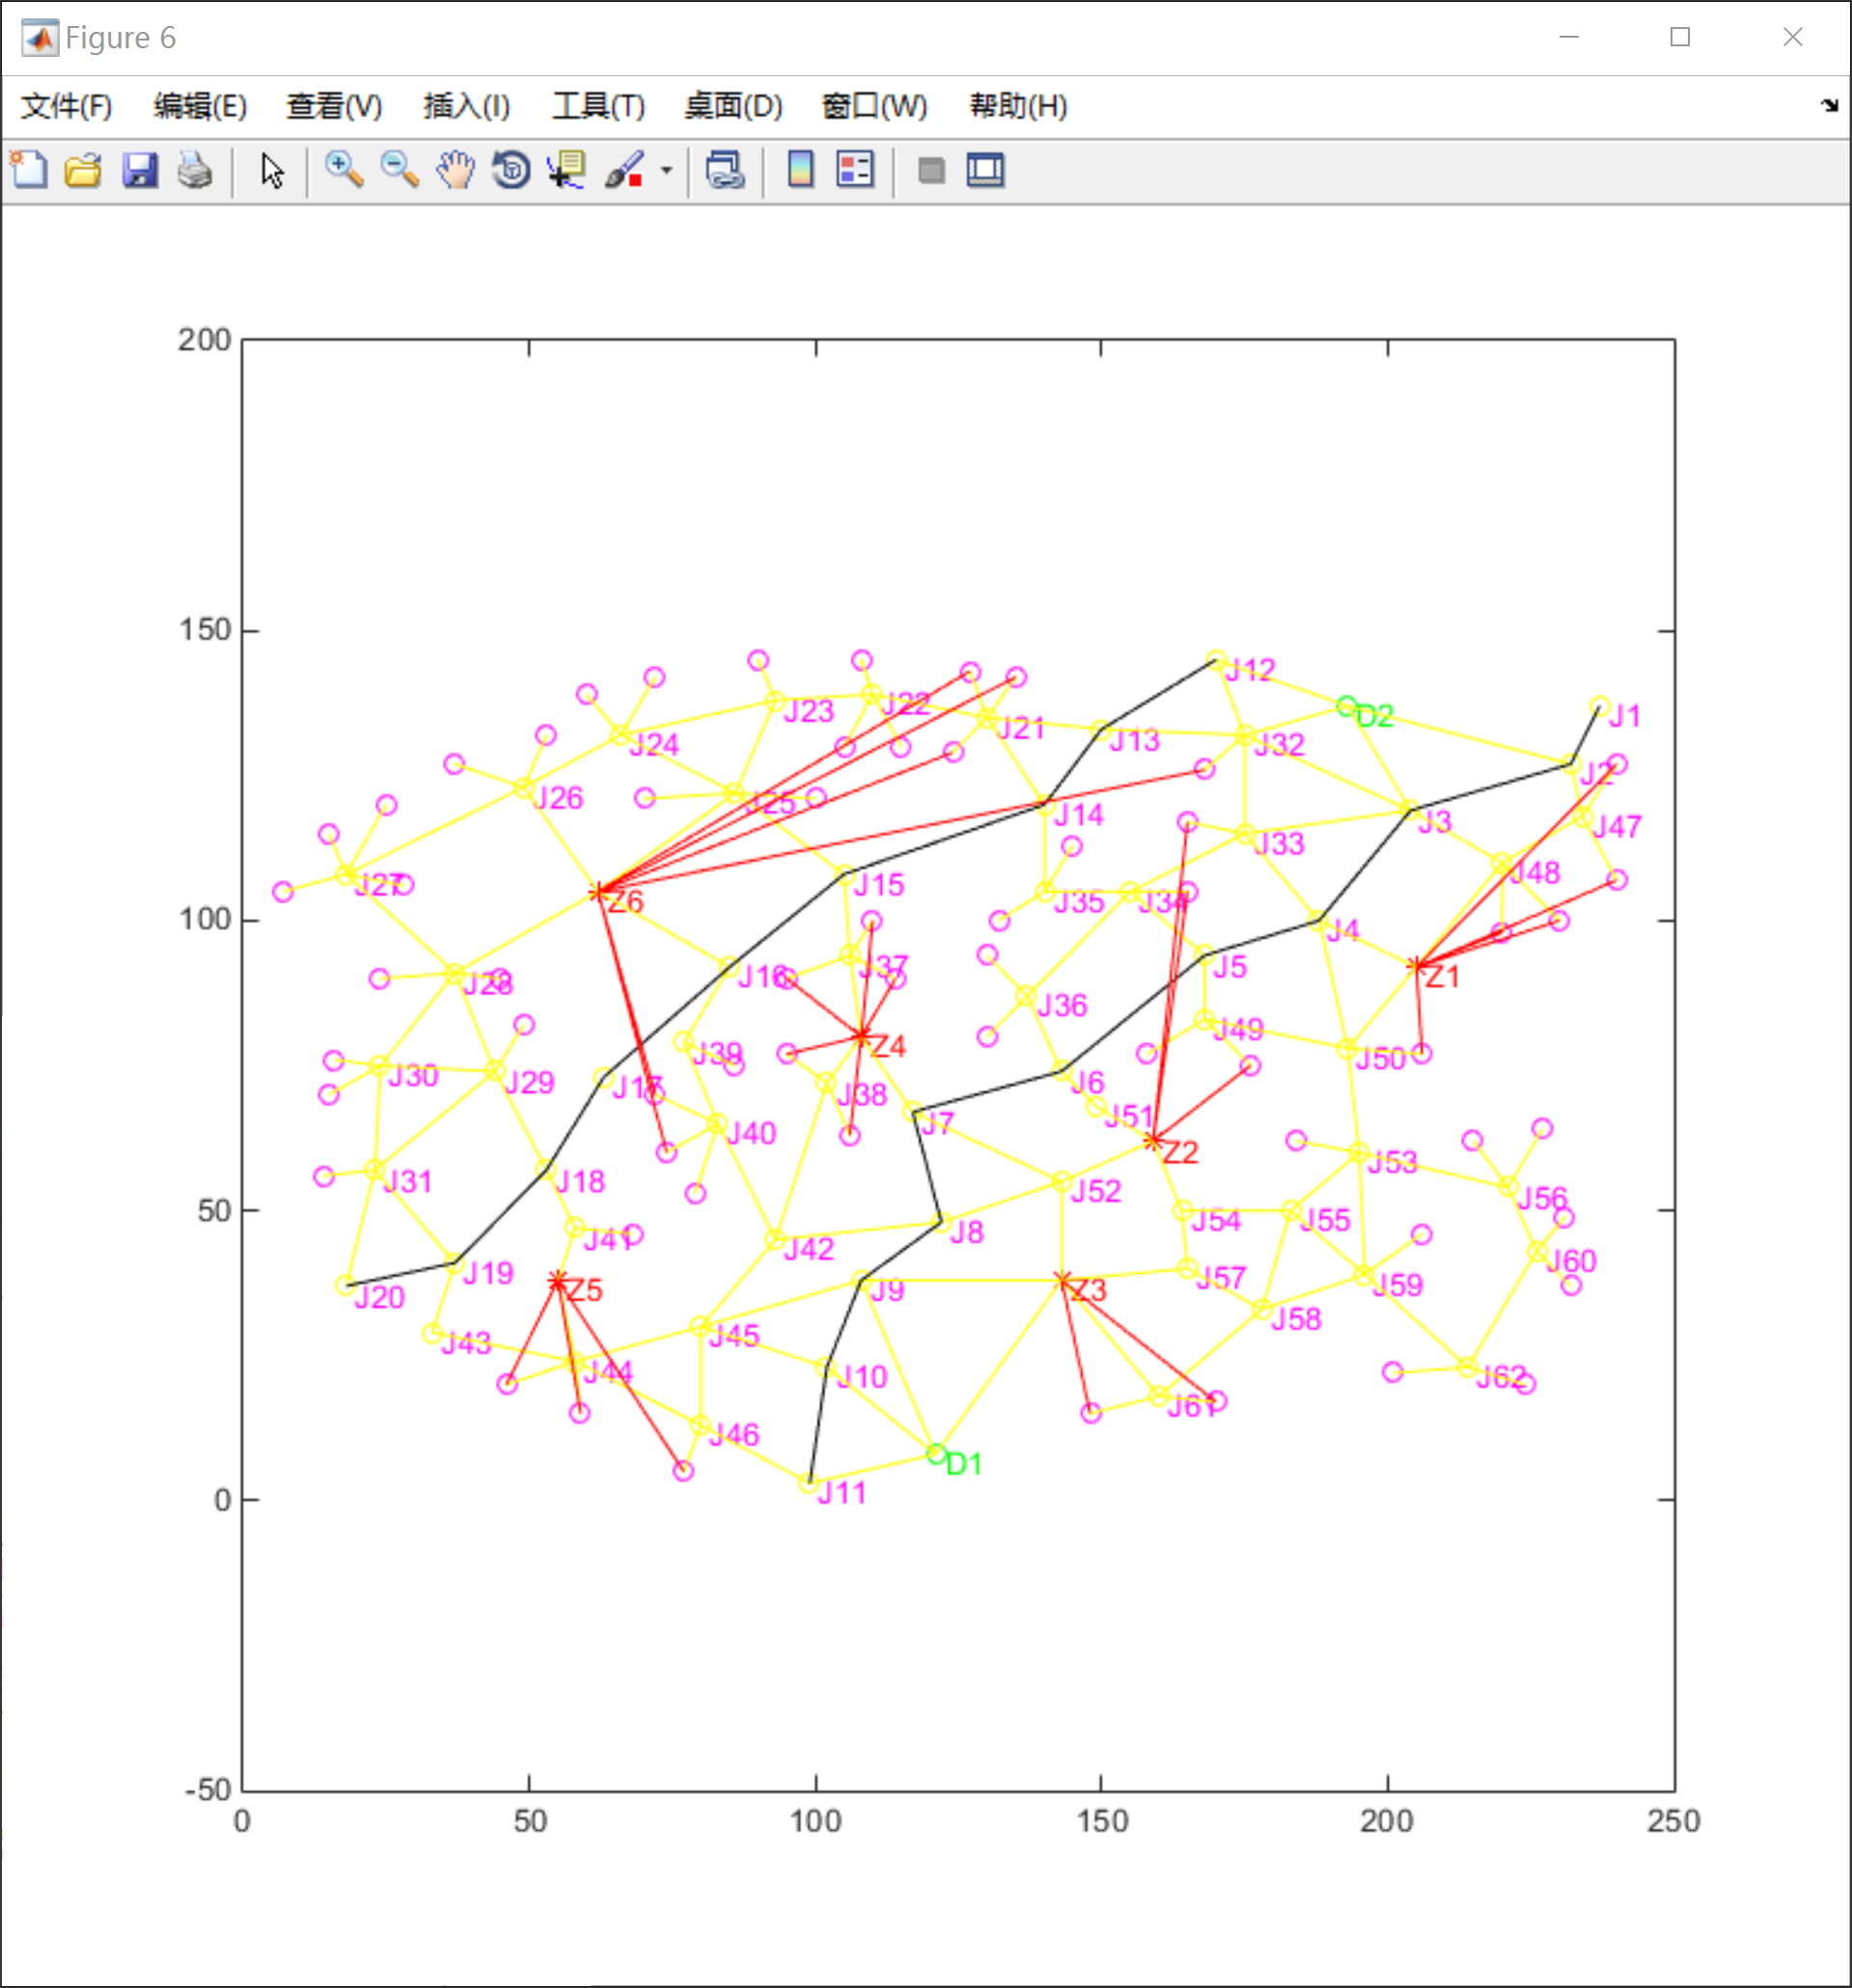 Figure 6
文件(F) 编辑(E) 查看(V) 插入(I) 工具(T) 桌面(D) 窗口(W) 帮助(H)
200
150
J12
J1
J23 J22 D2
J24 J21 J13 J32
J2
J26 J25 J14 J3 J47
J33
J27 J15 J48
100
Z6 J35 J34
J4
J28 J16 J37 J5 Z1
J36
J39 Z4 J49
J30 J29 J17 J38 J6 J50
J40 J7 J51
Z2 J53
J31 J18 J52 J56
50
J41 J42 J8 J54 J55
J60
J20 J19 Z5 J9 Z3 J57 J59
J43 J45 J58
J44 J10 J62
J46 J61
D1
0
J11
-50
0 50 100 150 200 250